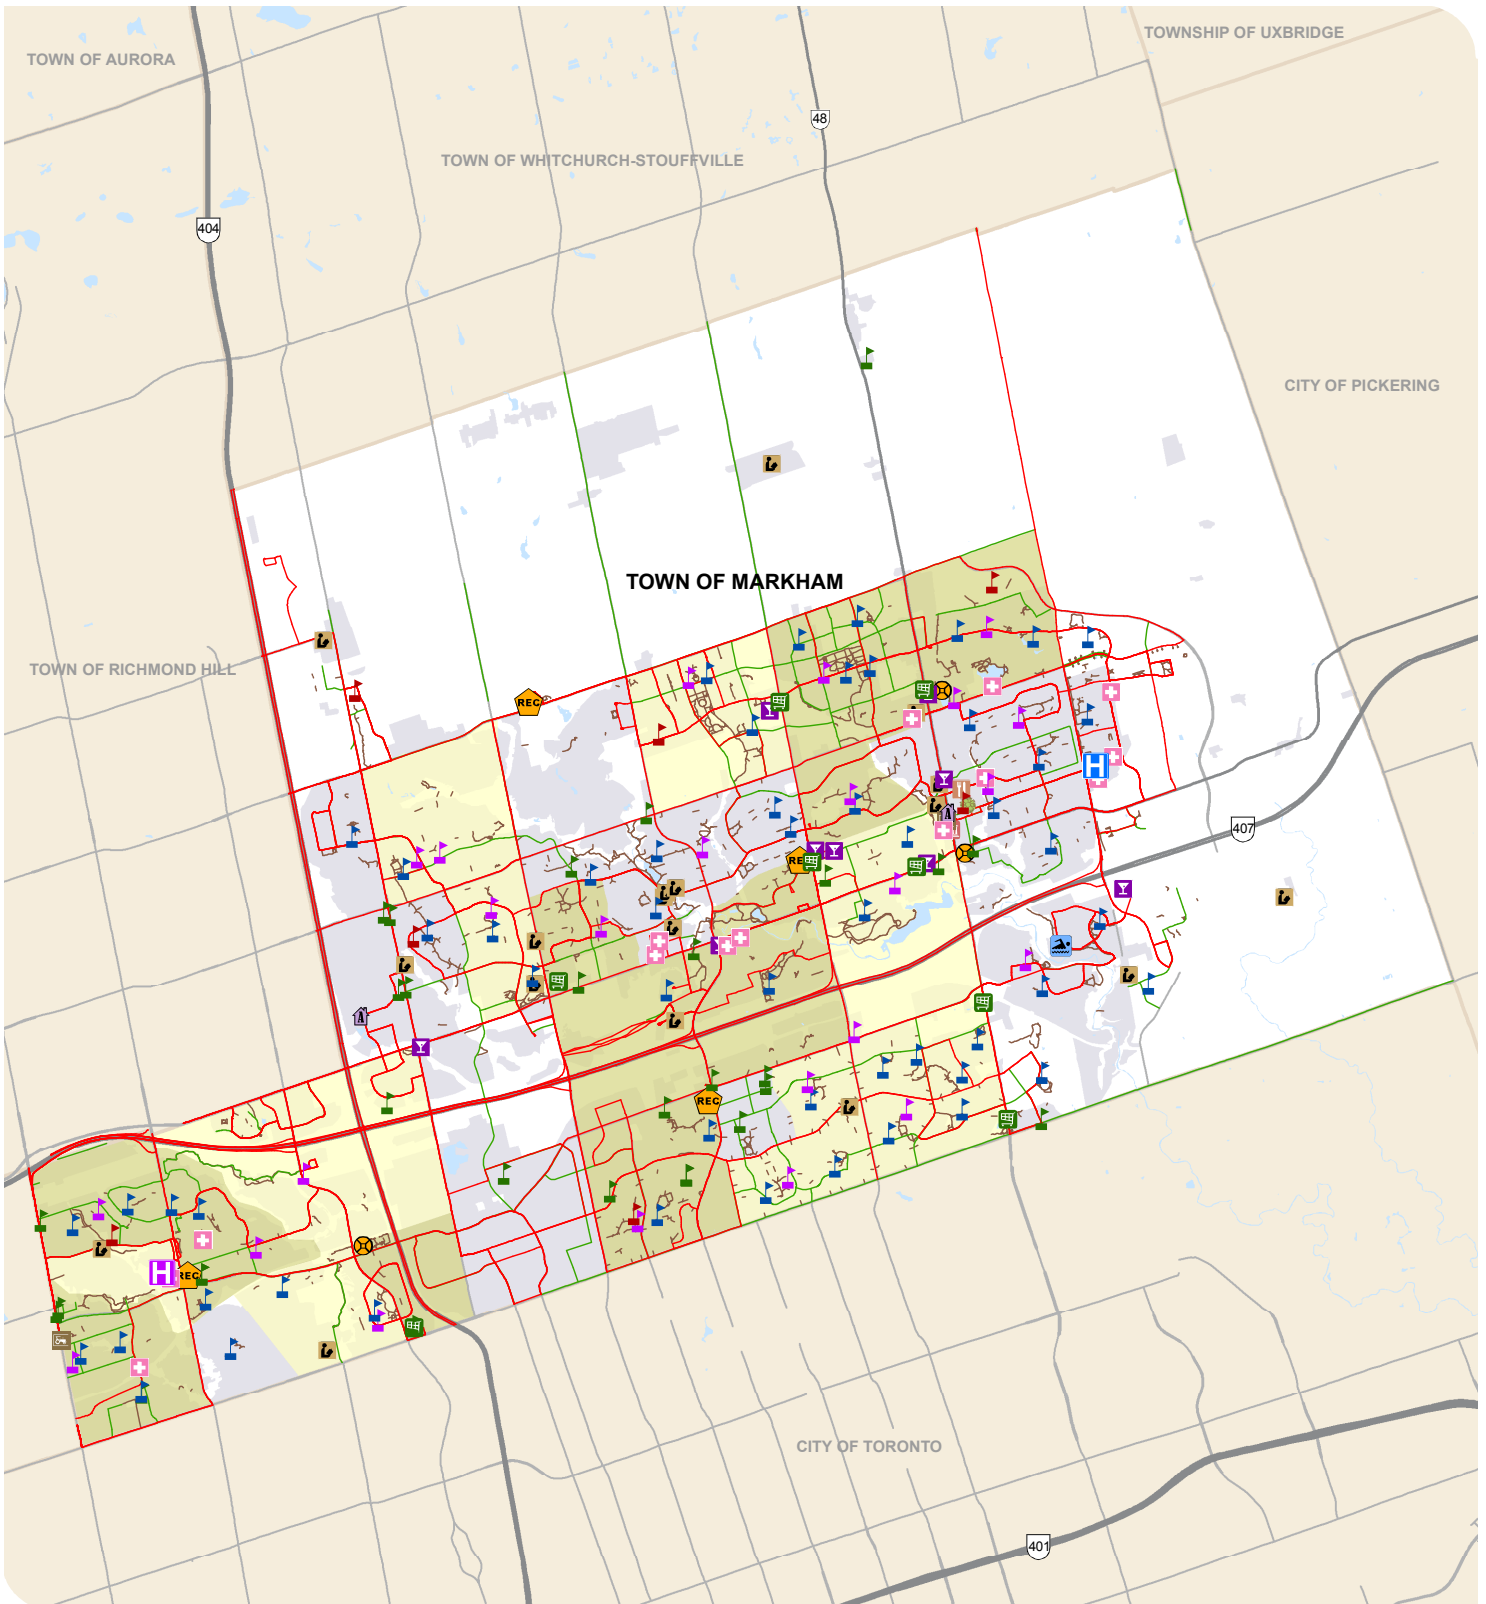 TOWNSHIP OF UXBRIDGE
TOWN OF AURORA
48
TOWN OF WHITCHURCH-STOUFFVILLE
404
CITY OF PICKERING
TOWN OF MARKHAM
TOWN OF RICHMOND HILL
REC
H
407
REC
REC
H
REC
CITY OF TORONTO
401